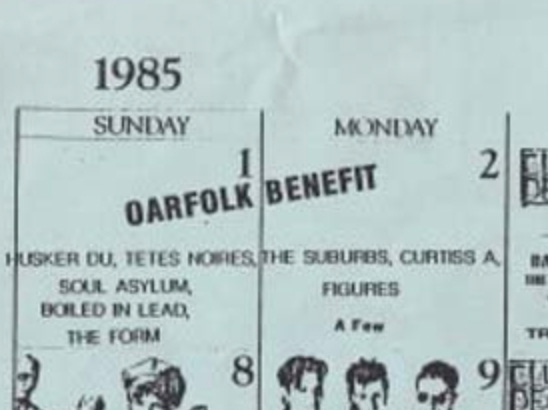 1985
SUNDAY
MONDAY
1
2
OARFOLK BENEFIT
HUSKER DU, TETES NOIRES,
SOUL ASYLUM,
BOILED IN LEAD,
THE FORM
THE SUBURBS, CURTISS A,
FIGURES
A Few
8
9